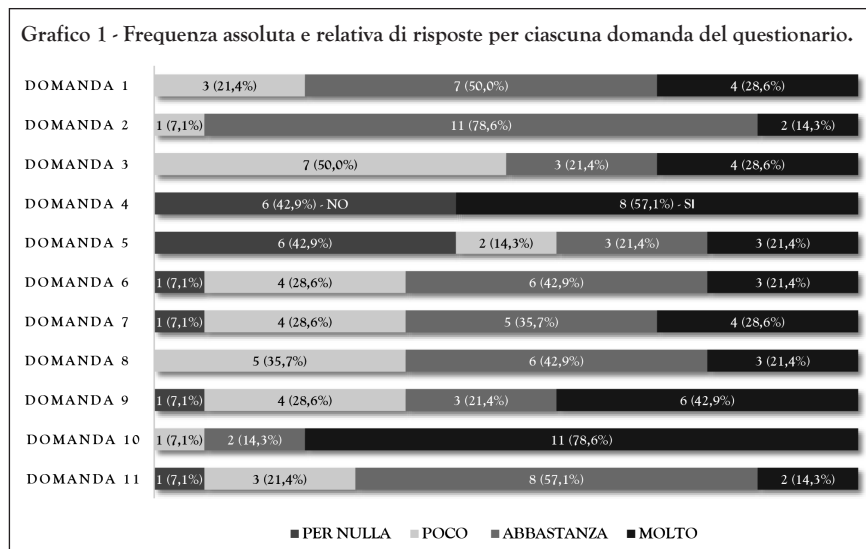 Grafico 1 - Frequenza assoluta e relativa di risposte per ciascuna domanda del questionario.
DOMANDA 1 3 (21,4%) 7 (50,0%) 4 (28,6%)
DOMANDA 2 1 (7,1%) 11 (78,6%) 2 (14,3%)
DOMANDA 3 7 (50,0%) 3 (21,4%) 4 (28,6%)
DOMANDA 4 6 (42,9%) - NO 8 (57,1%) - SI
DOMANDA 5 6 (42,9%) 2 (14,3%) 3 (21,4%) 3 (21,4%)
DOMANDA 6 1 (7,1%) 4 (28,6%) 6 (42,9%) 3 (21,4%)
DOMANDA 7 1 (7,1%) 4 (28,6%) 5 (35,7%) 4 (28,6%)
DOMANDA 8 5 (35,7%) 6 (42,9%) 3 (21,4%)
DOMANDA 9 1 (7,1%) 4 (28,6%) 3 (21,4%) 6 (42,9%)
DOMANDA 10 1 (7,1%) 2 (14,3%) 11 (78,6%)
DOMANDA 11 1 (7,1%) 3 (21,4%) 8 (57,1%) 2 (14,3%)
PER NULLA POCO ABBASTANZA MOLTO